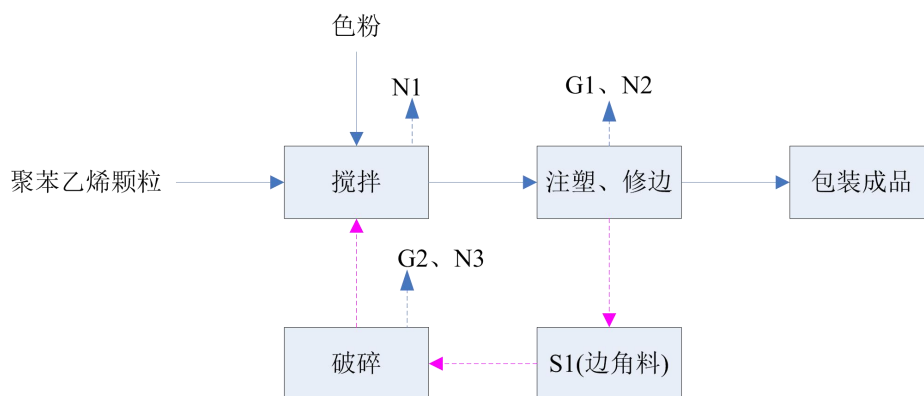 色粉
N1
G1、N2
聚苯乙烯颗粒
搅拌
注塑、修边
包装成品
G2、N3
破碎
S1(边角料)